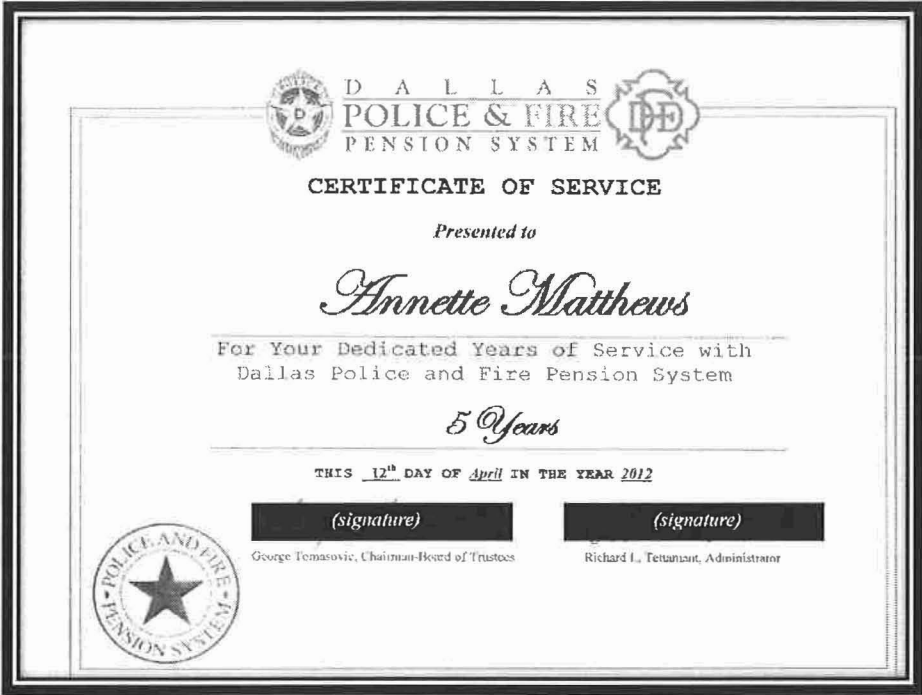 DALLAS
POLICE & FIRE
PENSION SYSTEM
D
DFD
CERTIFICATE OF SERVICE
Presented to
Annette Matthews
For Your Dedicated Years of Service with
Dallas Police and Fire Pension System
5 Years
THIS 12th DAY OF April IN THE YEAR 2012
(signature)
(signature)
George Tomasovic, Chairman-Board of Trustees
Richard L. Tettamant, Administrator
POLICE AND FIRE
PENSION SYSTEM